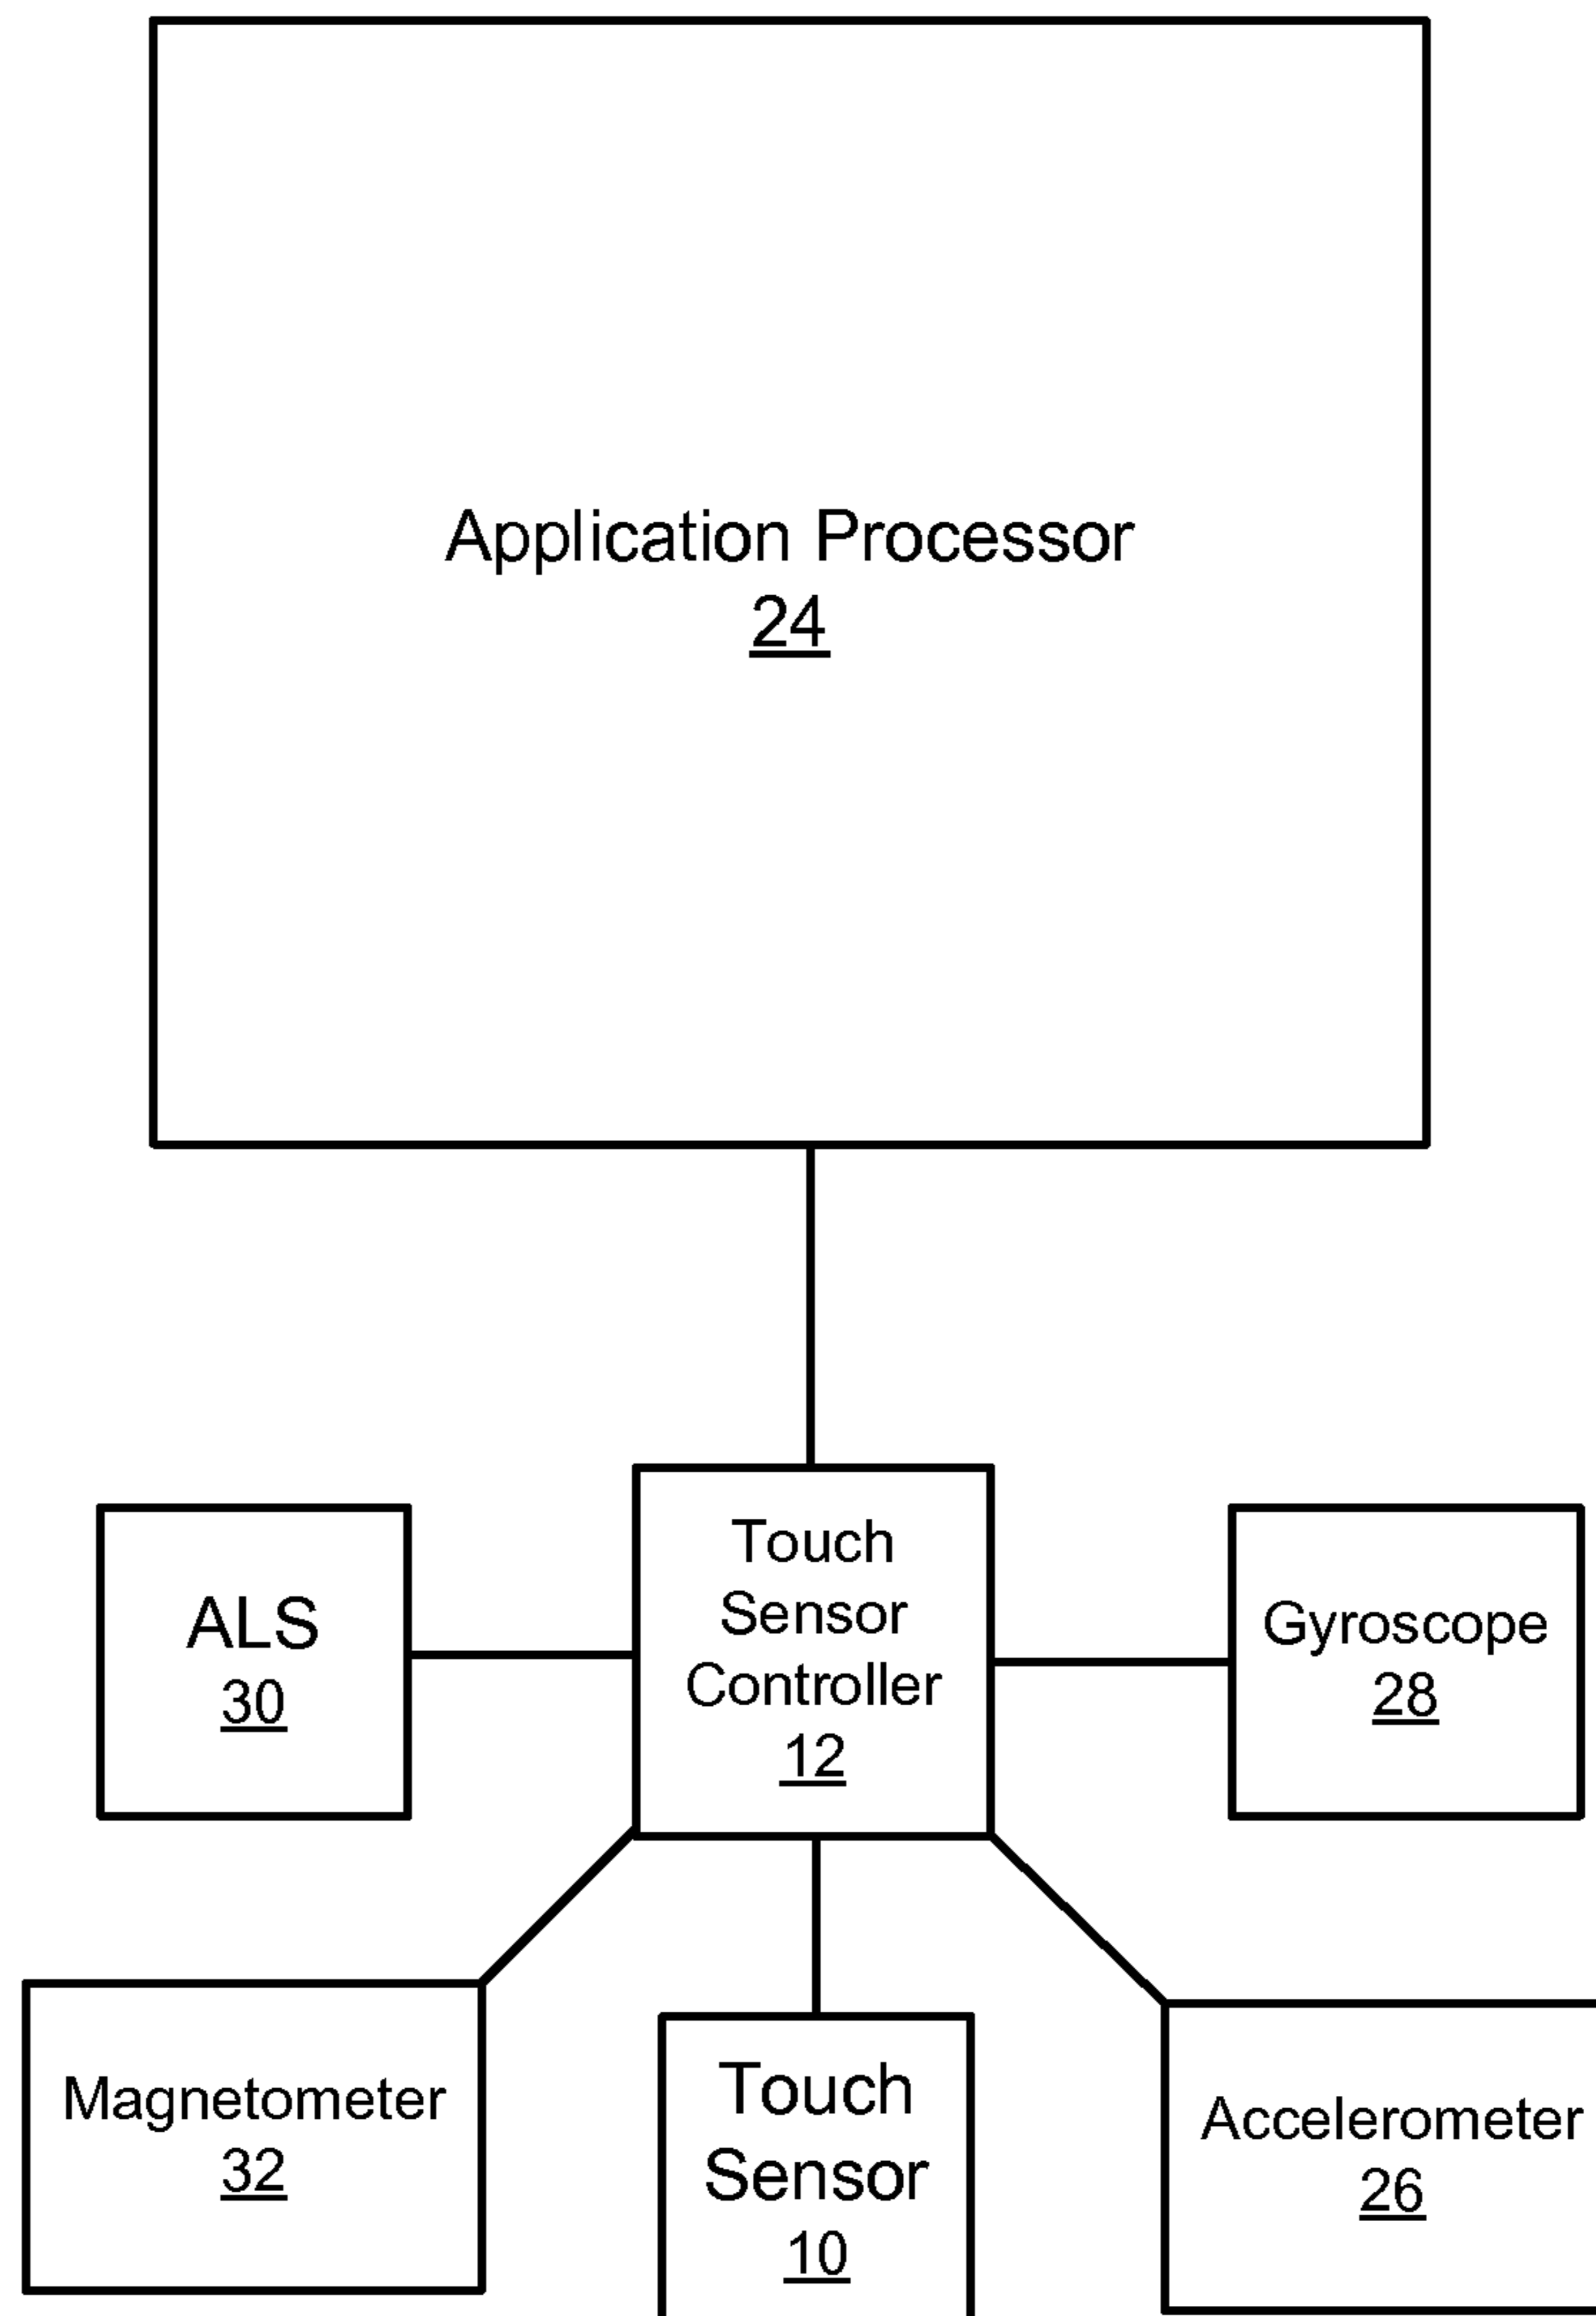 Application Processor
24
Touch
Sensor
Controller
12
ALS
30
Gyroscope
28
Magnetometer
32
Touch
Sensor
10
Accelerometer
26